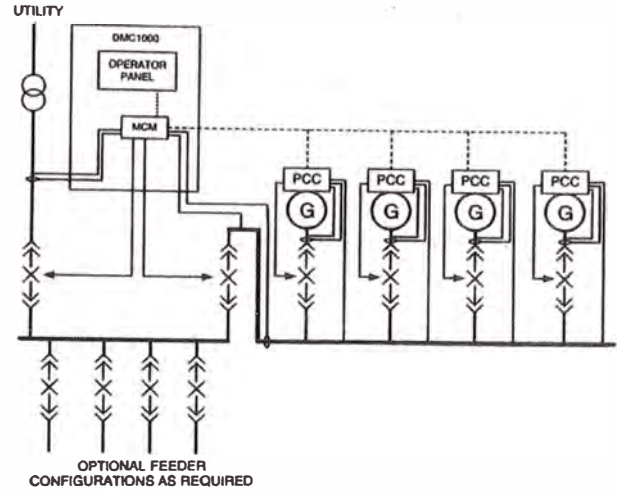 UTILITY
DMC1000
OPERATOR
PANEL
MCM
PCC
PCC
PCC
PCC
G
G
G
G
OPTIONAL FEEDER
CONFIGURATIONS AS REQUIRED